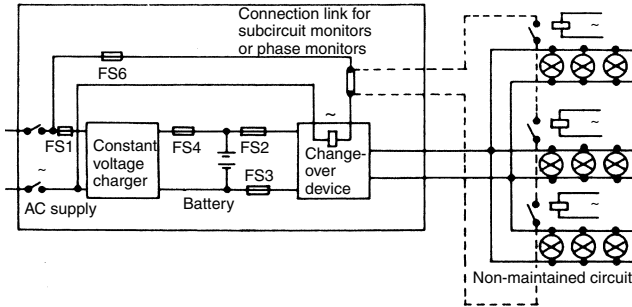 Connection link for
subcircuit monitors
or phase monitors
FS6
~
FS1
Constant
voltage
charger
FS4
FS2
~
Change-
over
device
FS3
~
AC supply
Battery
~
~
~
Non-maintained circuit